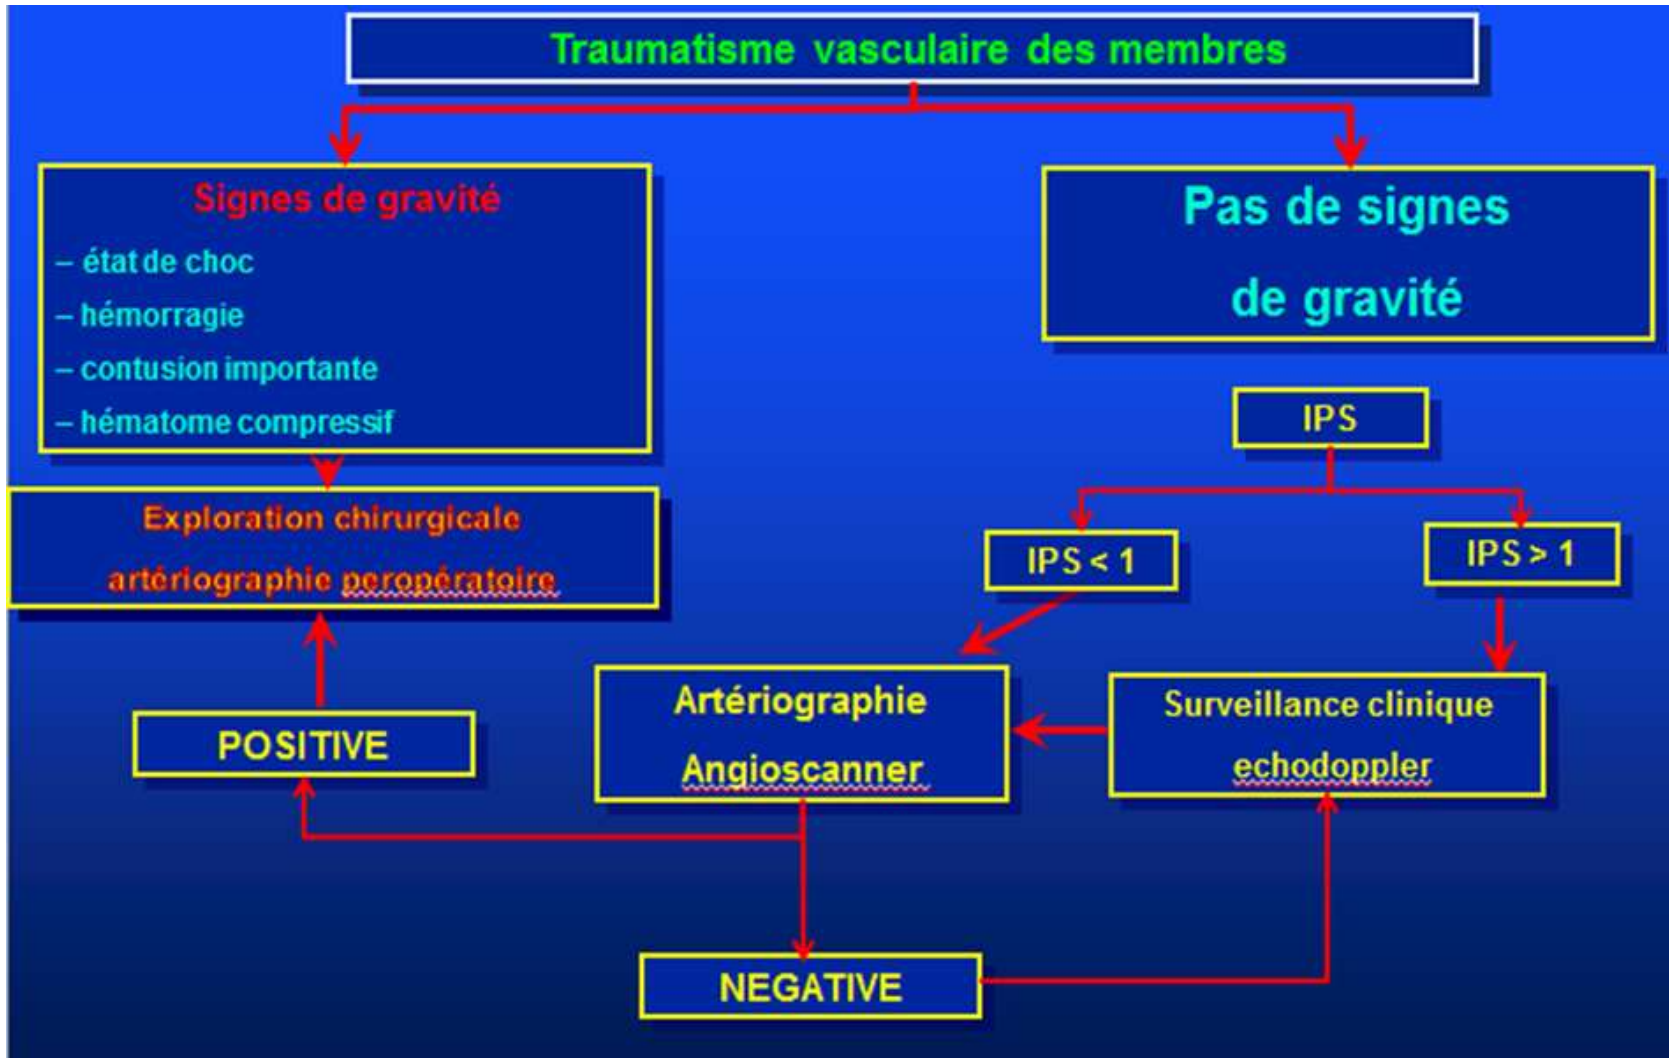 Traumatisme vasculaire des membres
Signes de gravité
– état de choc
– hémorragie
– contusion importante
– hématome compressif
Pas de signes
de gravité
IPS
IPS < 1
IPS > 1
Exploration chirurgicale
artériographie peropératoire
Artériographie
Angioscanner
Surveillance clinique
echodoppler
POSITIVE
NEGATIVE